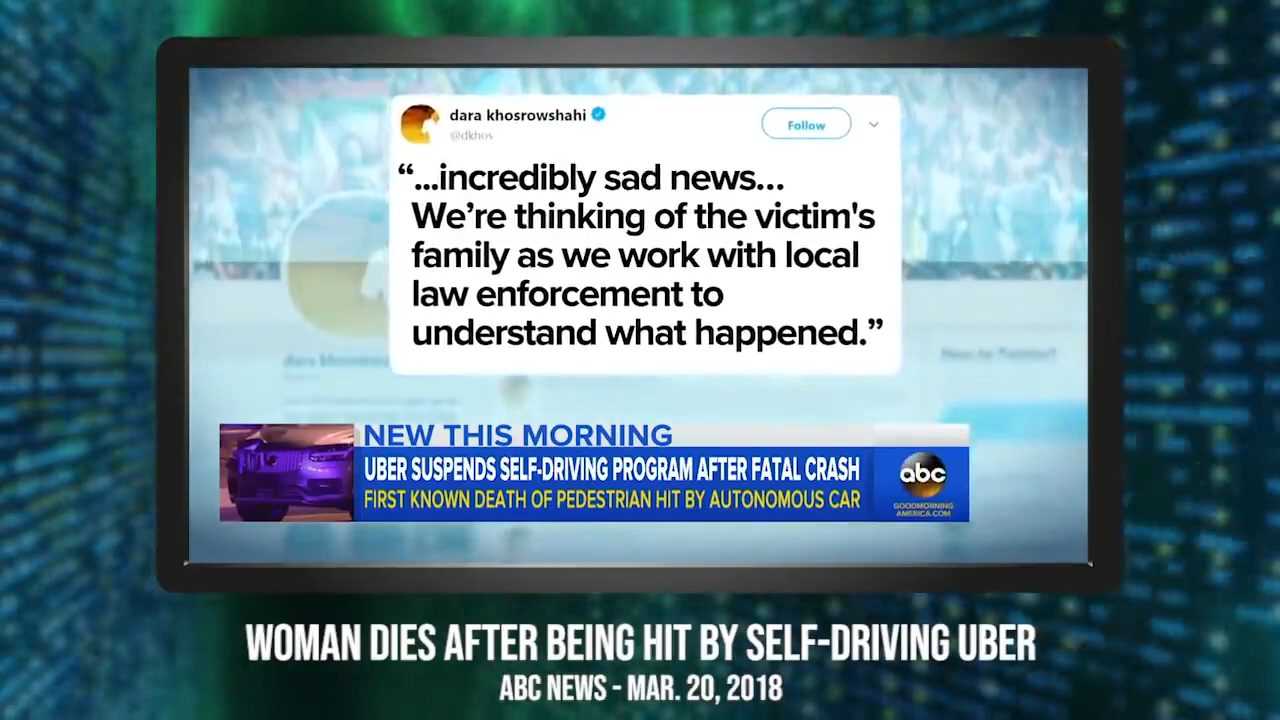 dara khosrowshahi
@dkhos
Follow
“...incredibly sad news...
We’re thinking of the victim's
family as we work with local
law enforcement to
understand what happened.”
NEW THIS MORNING
UBER SUSPENDS SELF-DRIVING PROGRAM AFTER FATAL CRASH
FIRST KNOWN DEATH OF PEDESTRIAN HIT BY AUTONOMOUS CAR
abc
GOODMORNING
AMERICA.COM
WOMAN DIES AFTER BEING HIT BY SELF-DRIVING UBER
ABC NEWS - MAR. 20, 2018